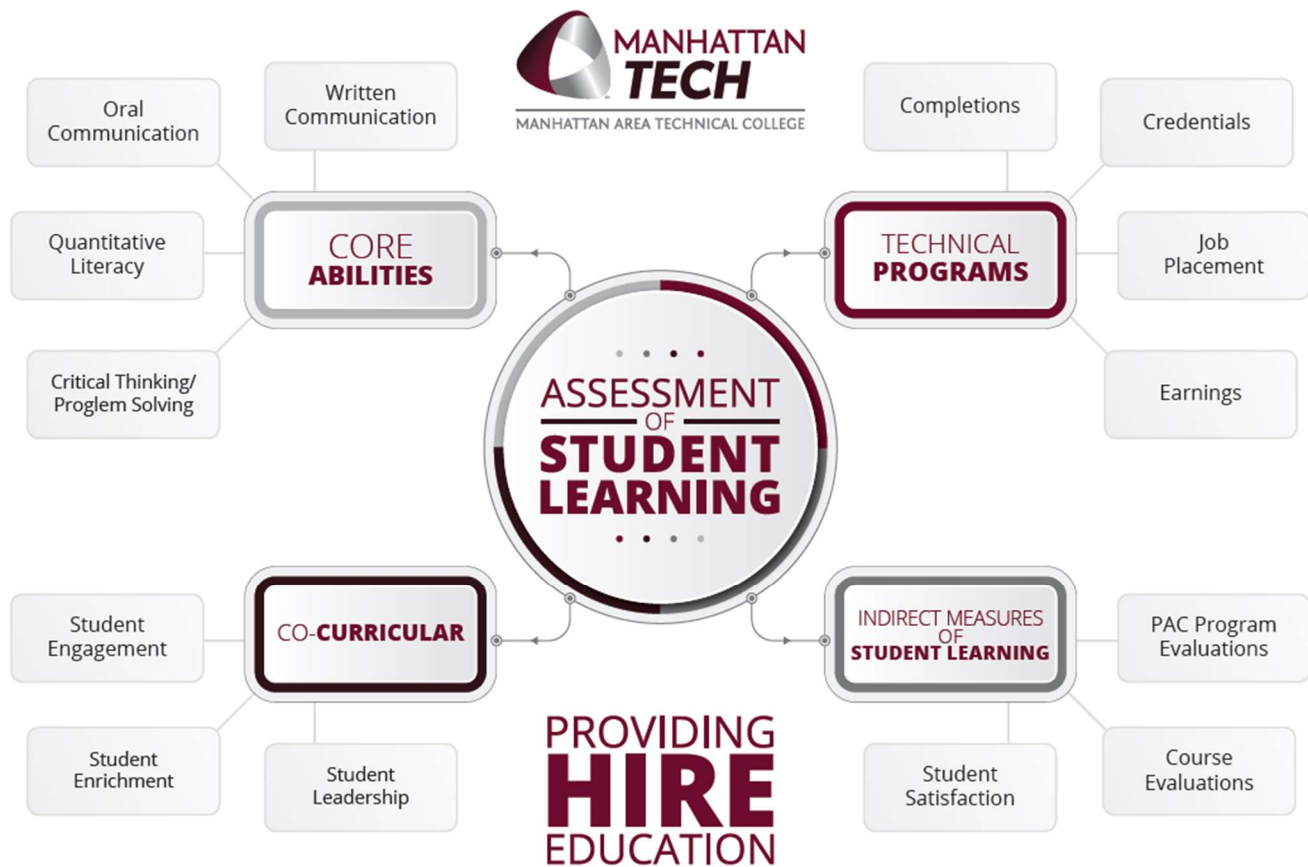 MANHATTAN
TECH
MANHATTAN AREA TECHNICAL COLLEGE
Oral
Communication
Written
Communication
Quantitative
Literacy
Critical Thinking/
Proglem Solving
CORE
ABILITIES
Completions
Credentials
Job
Placement
Earnings
TECHNICAL
PROGRAMS
ASSESSMENT
OF
STUDENT
LEARNING
Student
Engagement
Student
Enrichment
Student
Leadership
CO-CURRICULAR
INDIRECT MEASURES
OF
STUDENT LEARNING
PAC Program
Evaluations
Course
Evaluations
Student
Satisfaction
PROVIDING
HIRE
EDUCATION